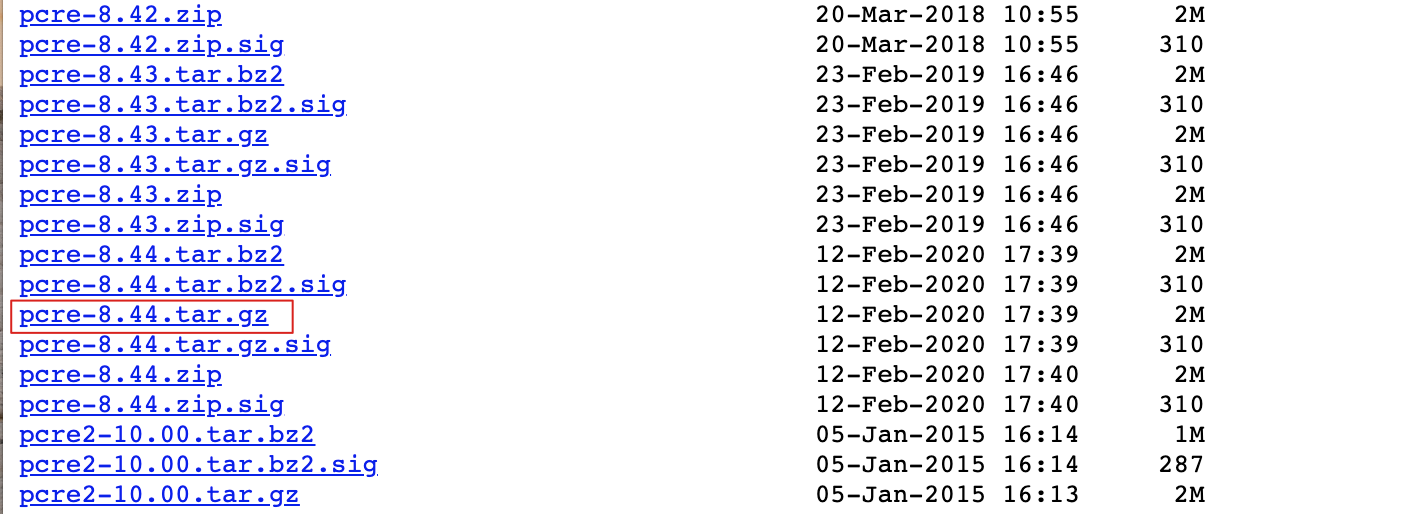 pcre-8.42.zip 20-Mar-2018 10:55 2M
pcre-8.42.zip.sig 20-Mar-2018 10:55 310
pcre-8.43.tar.bz2 23-Feb-2019 16:46 2M
pcre-8.43.tar.bz2.sig 23-Feb-2019 16:46 310
pcre-8.43.tar.gz 23-Feb-2019 16:46 2M
pcre-8.43.tar.gz.sig 23-Feb-2019 16:46 310
pcre-8.43.zip 23-Feb-2019 16:46 2M
pcre-8.43.zip.sig 23-Feb-2019 16:46 310
pcre-8.44.tar.bz2 12-Feb-2020 17:39 2M
pcre-8.44.tar.bz2.sig 12-Feb-2020 17:39 310
pcre-8.44.tar.gz 12-Feb-2020 17:39 2M
pcre-8.44.tar.gz.sig 12-Feb-2020 17:39 310
pcre-8.44.zip 12-Feb-2020 17:40 2M
pcre-8.44.zip.sig 12-Feb-2020 17:40 310
pcre2-10.00.tar.bz2 05-Jan-2015 16:14 1M
pcre2-10.00.tar.bz2.sig 05-Jan-2015 16:14 287
pcre2-10.00.tar.gz 05-Jan-2015 16:13 2M